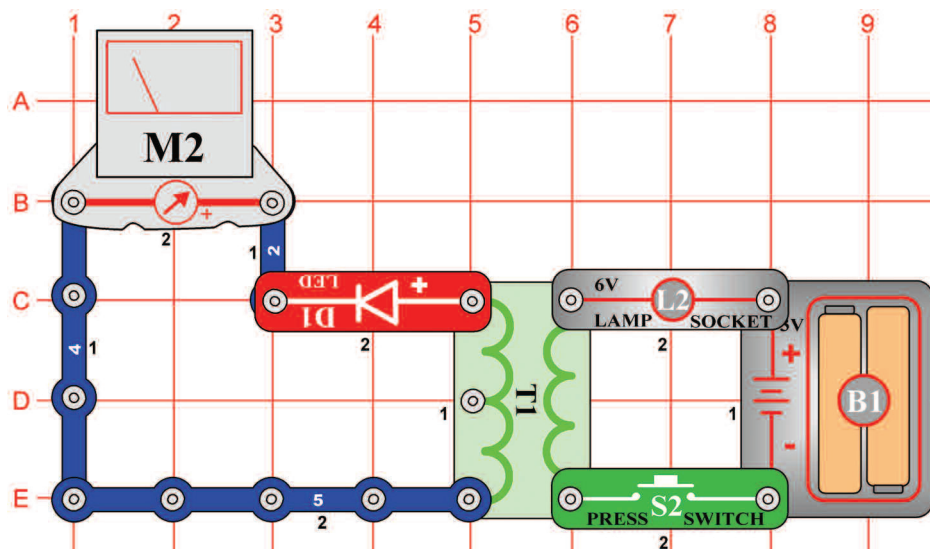 1 2 3 4 5 6 7 8 9
A
M2
B
+
2
1 2
C
LED
+
D1
2
6V
L2
LAMP SOCKET
2
3V
+
4 1
D
1
T1
1
B1
-
E
5
2
S2
PRESS SWITCH
2